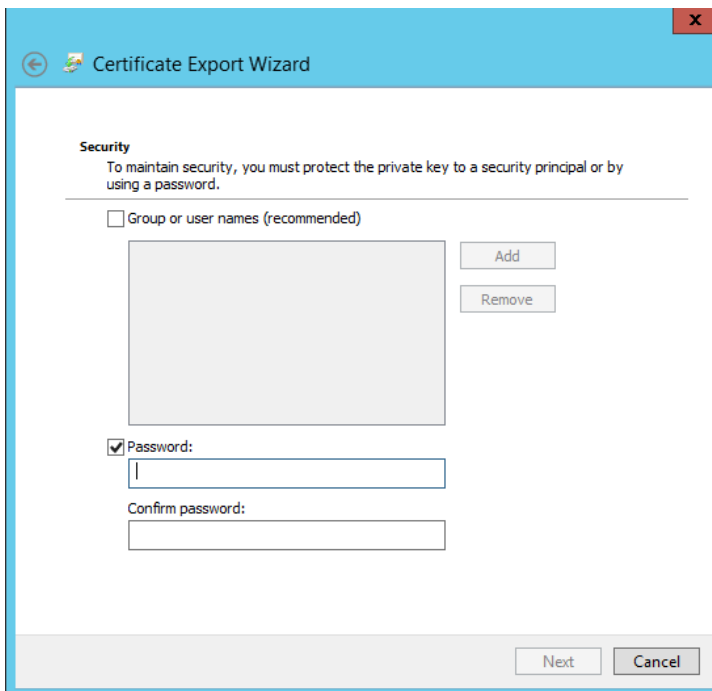 x
Certificate Export Wizard
Security
To maintain security, you must protect the private key to a security principal or by
using a password.
Group or user names (recommended)
Add
Remove
Password:
Confirm password:
Next
Cancel